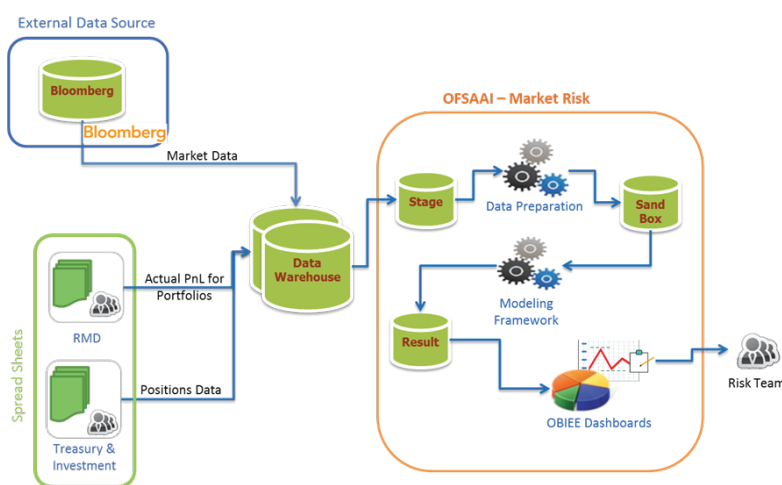 External Data Source
Bloomberg
Bloomberg
Market Data
OFSAAI – Market Risk
Stage
Data Preparation
Sand
Box
Data
Warehouse
Actual PnL for
Portfolios
RMD
Modeling
Framework
Result
Spread Sheets
Positions Data
Treasury &
Investment
OBIEE Dashboards
Risk Team